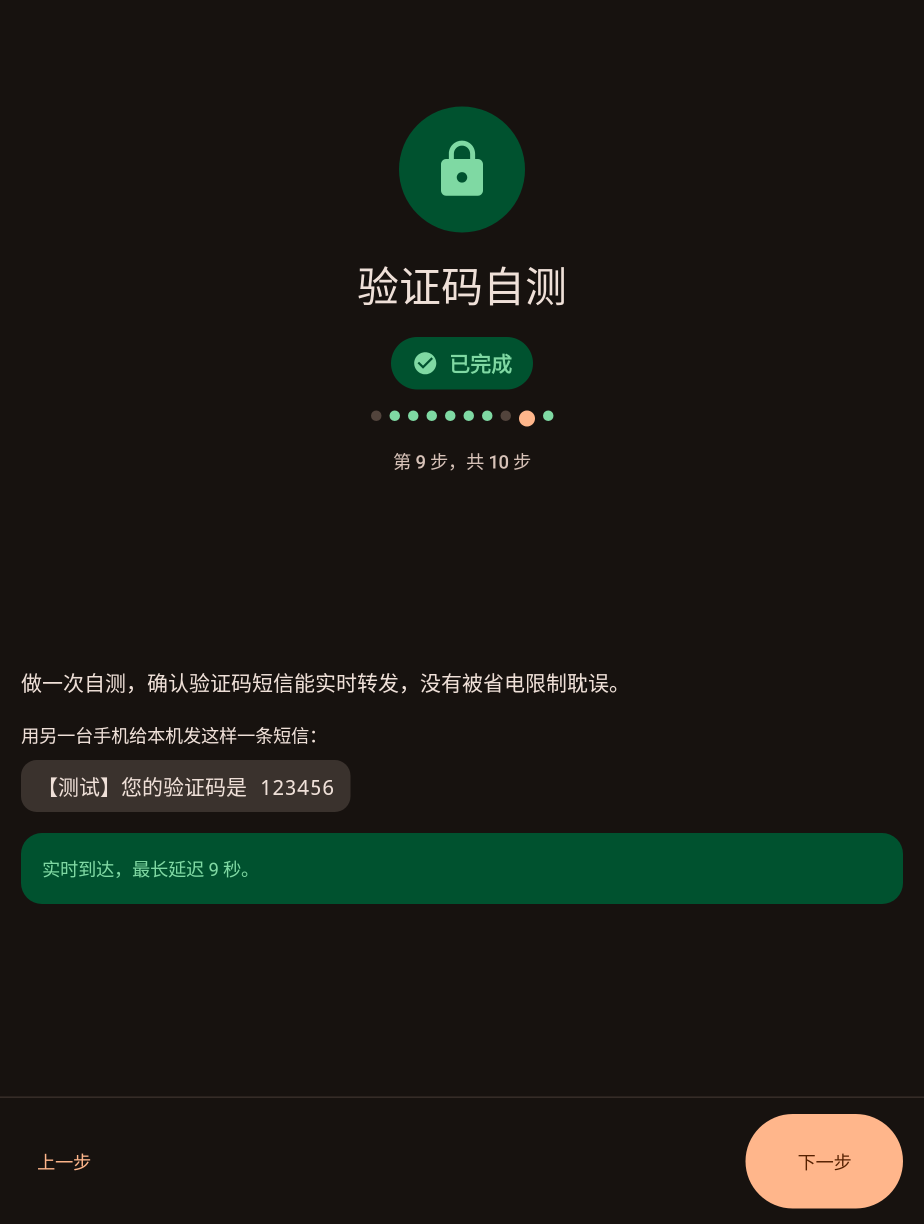 验证码自测
已完成
第 9 步，共 10 步
做一次自测，确认验证码短信能实时转发，没有被省电限制耽误。
用另一台手机给本机发这样一条短信：
【测试】您的验证码是 123456
实时到达，最长延迟 9 秒。
上一步
下一步